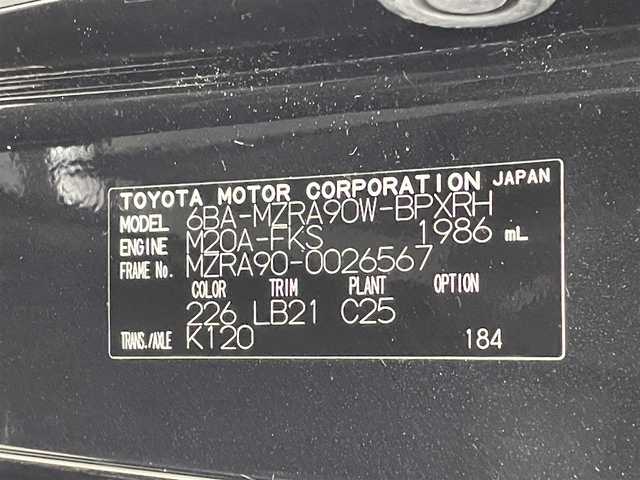 TOYOTA MOTOR CORPORATION JAPAN
MODEL 6BA-MZRA90W-BPXRH
ENGINE M20A-FKS 1986 mL
FRAME No. MZRA90-0026567
COLOR TRIM PLANT OPTION
226 LB21 C25
TRANS./AXLE K120 184